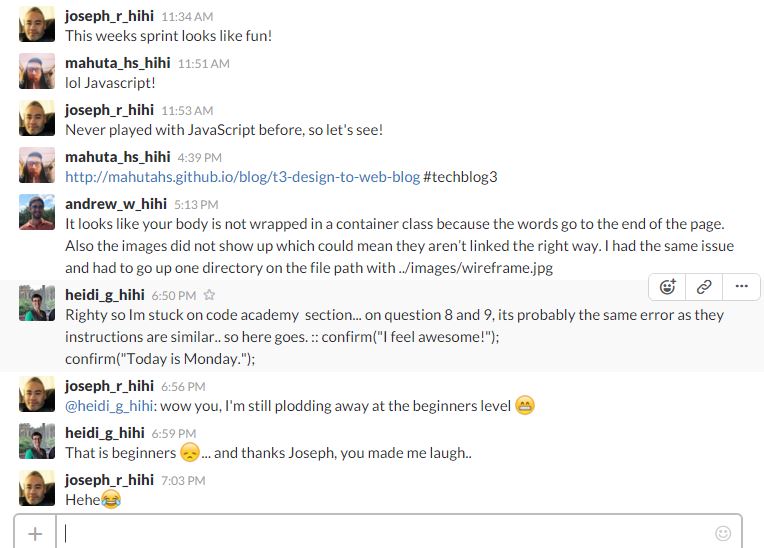 joseph_r_hihi 11:34 AM
This weeks sprint looks like fun!
mahuta_hs_hihi 11:51 AM
lol Javascript!
joseph_r_hihi 11:53 AM
Never played with JavaScript before, so let's see!
mahuta_hs_hihi 4:39 PM
http://mahutahs.github.io/blog/t3-design-to-web-blog #techblog3
andrew_w_hihi 5:13 PM
It looks like your body is not wrapped in a container class because the words go to the end of the page.
Also the images did not show up which could mean they aren't linked the right way. I had the same issue
and had to go up one directory on the file path with ../images/wireframe.jpg
heidi_g_hihi 6:50 PM ☆
Righty so Im stuck on code academy section... on question 8 and 9, its probably the same error as they
instructions are similar.. so here goes. :: confirm("I feel awesome!");
confirm("Today is Monday.");
joseph_r_hihi 6:56 PM
@heidi_g_hihi: wow you, I'm still plodding away at the beginners level 😁
heidi_g_hihi 6:59 PM
That is beginners 😞... and thanks Joseph, you made me laugh..
joseph_r_hihi 7:03 PM
Hehe😂